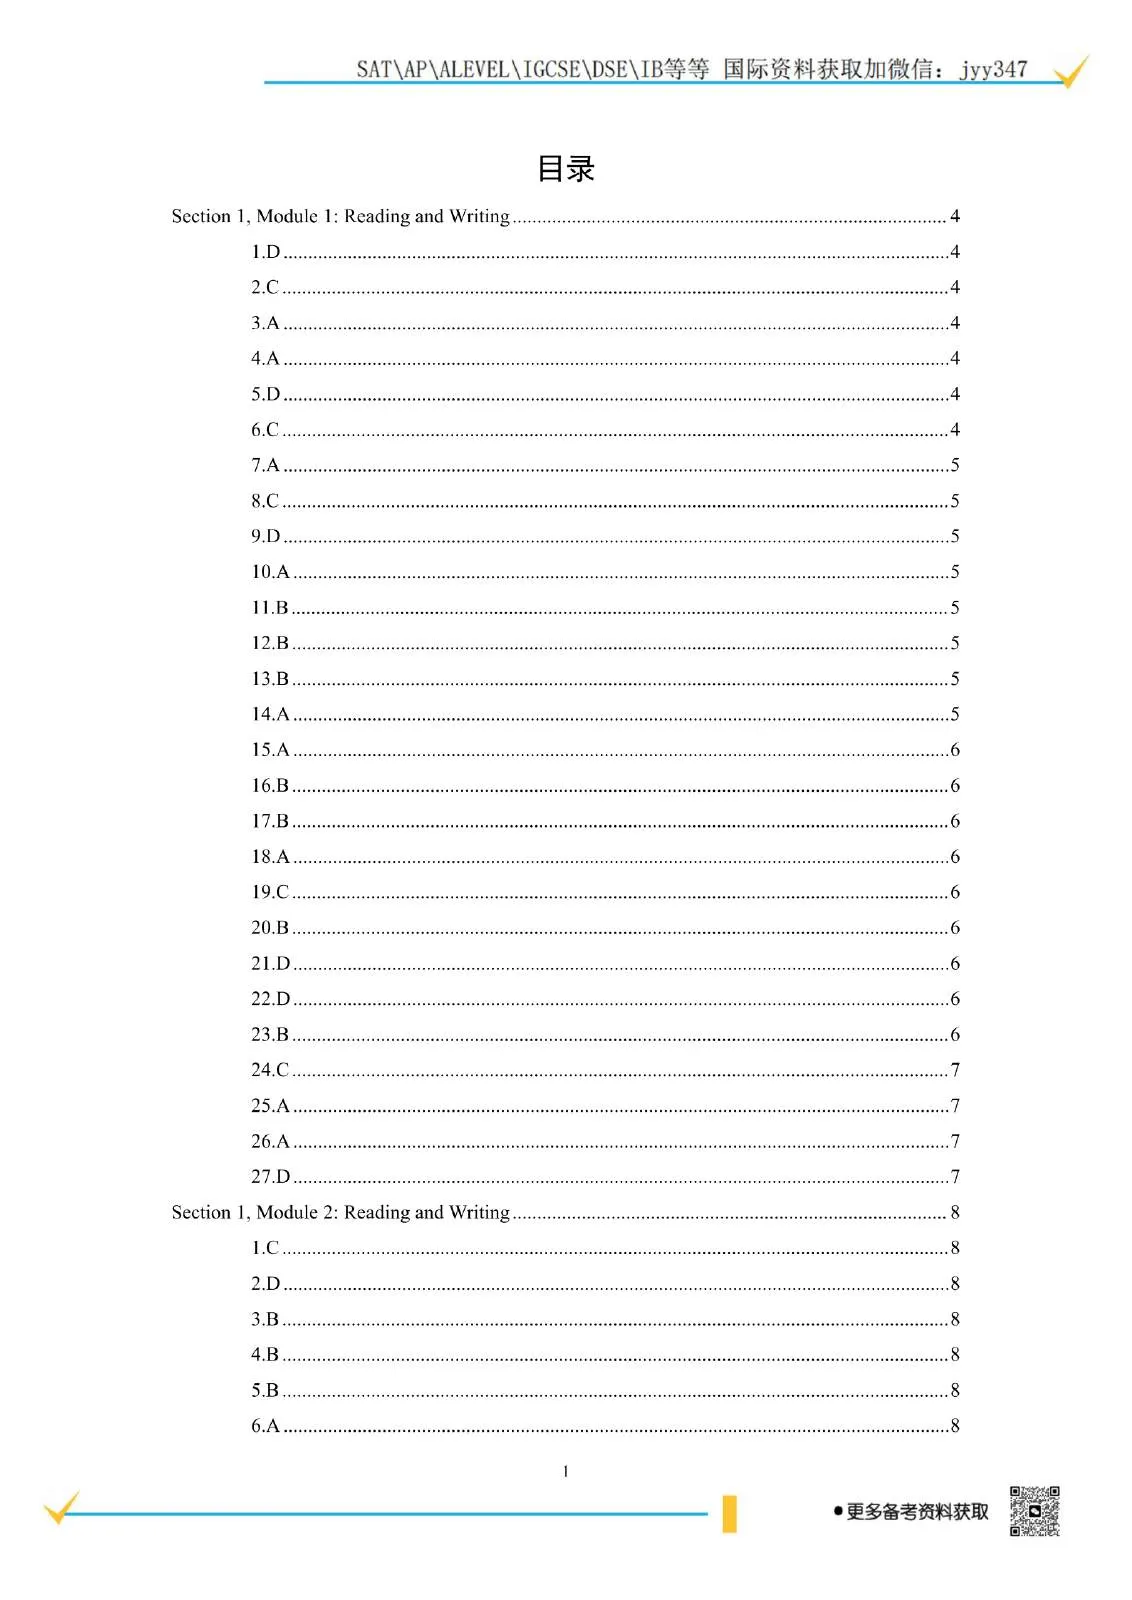 SAT\AP\ALEVEL\IGCSE\DSE\IB等等 国际资料获取加微信：jyy347
目录
Section 1, Module 1: Reading and Writing........................................ 4
1.D........................................4
2.C........................................4
3.A........................................4
4.A........................................4
5.D........................................4
6.C........................................4
7.A........................................5
8.C........................................5
9.D........................................5
10.A........................................5
11.B........................................5
12.B........................................5
13.B........................................5
14.A........................................5
15.A........................................6
16.B........................................6
17.B........................................6
18.A........................................6
19.C........................................6
20.B........................................6
21.D........................................6
22.D........................................6
23.B........................................6
24.C........................................7
25.A........................................7
26.A........................................7
27.D........................................7
Section 1, Module 2: Reading and Writing........................................ 8
1.C........................................8
2.D........................................8
3.B........................................8
4.B........................................8
5.B........................................8
6.A........................................8
1
•更多备考资料获取